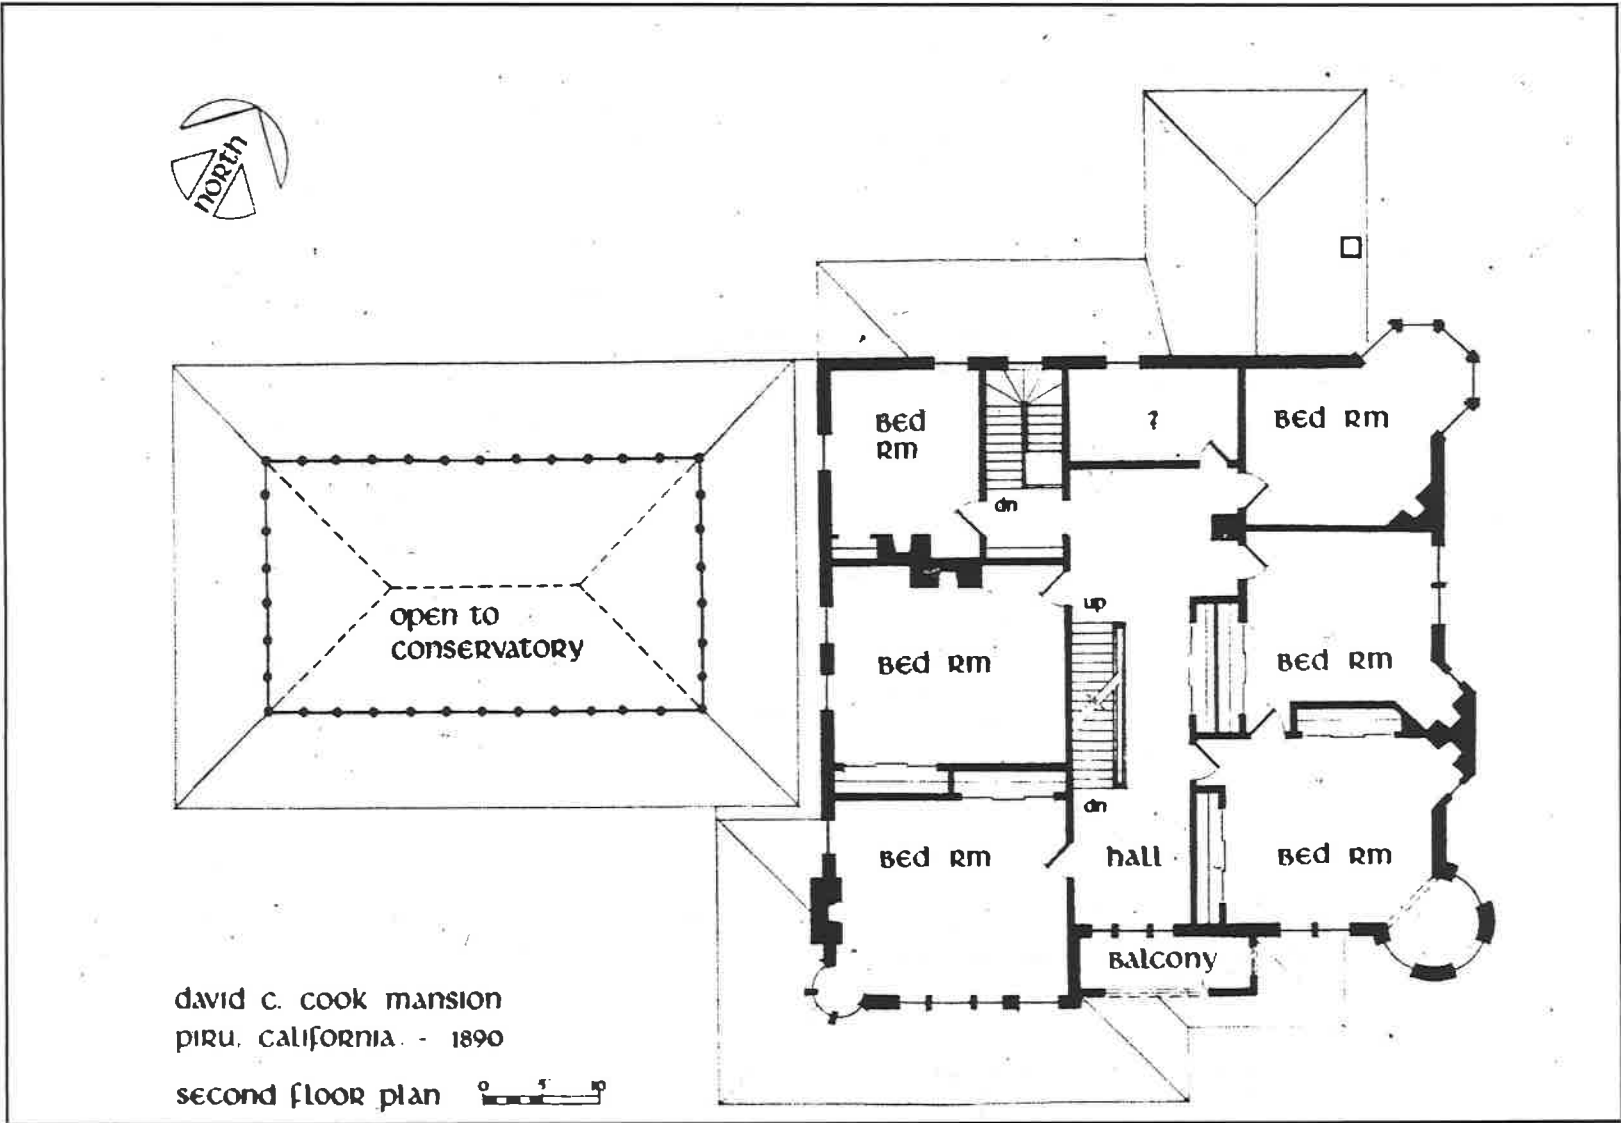 north
?
Bed Rm
Bed
Rm
dn
up
open to
conservatory
Bed Rm
Bed Rm
dn
Bed Rm
hall
Bed Rm
Balcony
david c. cook mansion
piru, california. - 1890
second floor plan
0 5 10